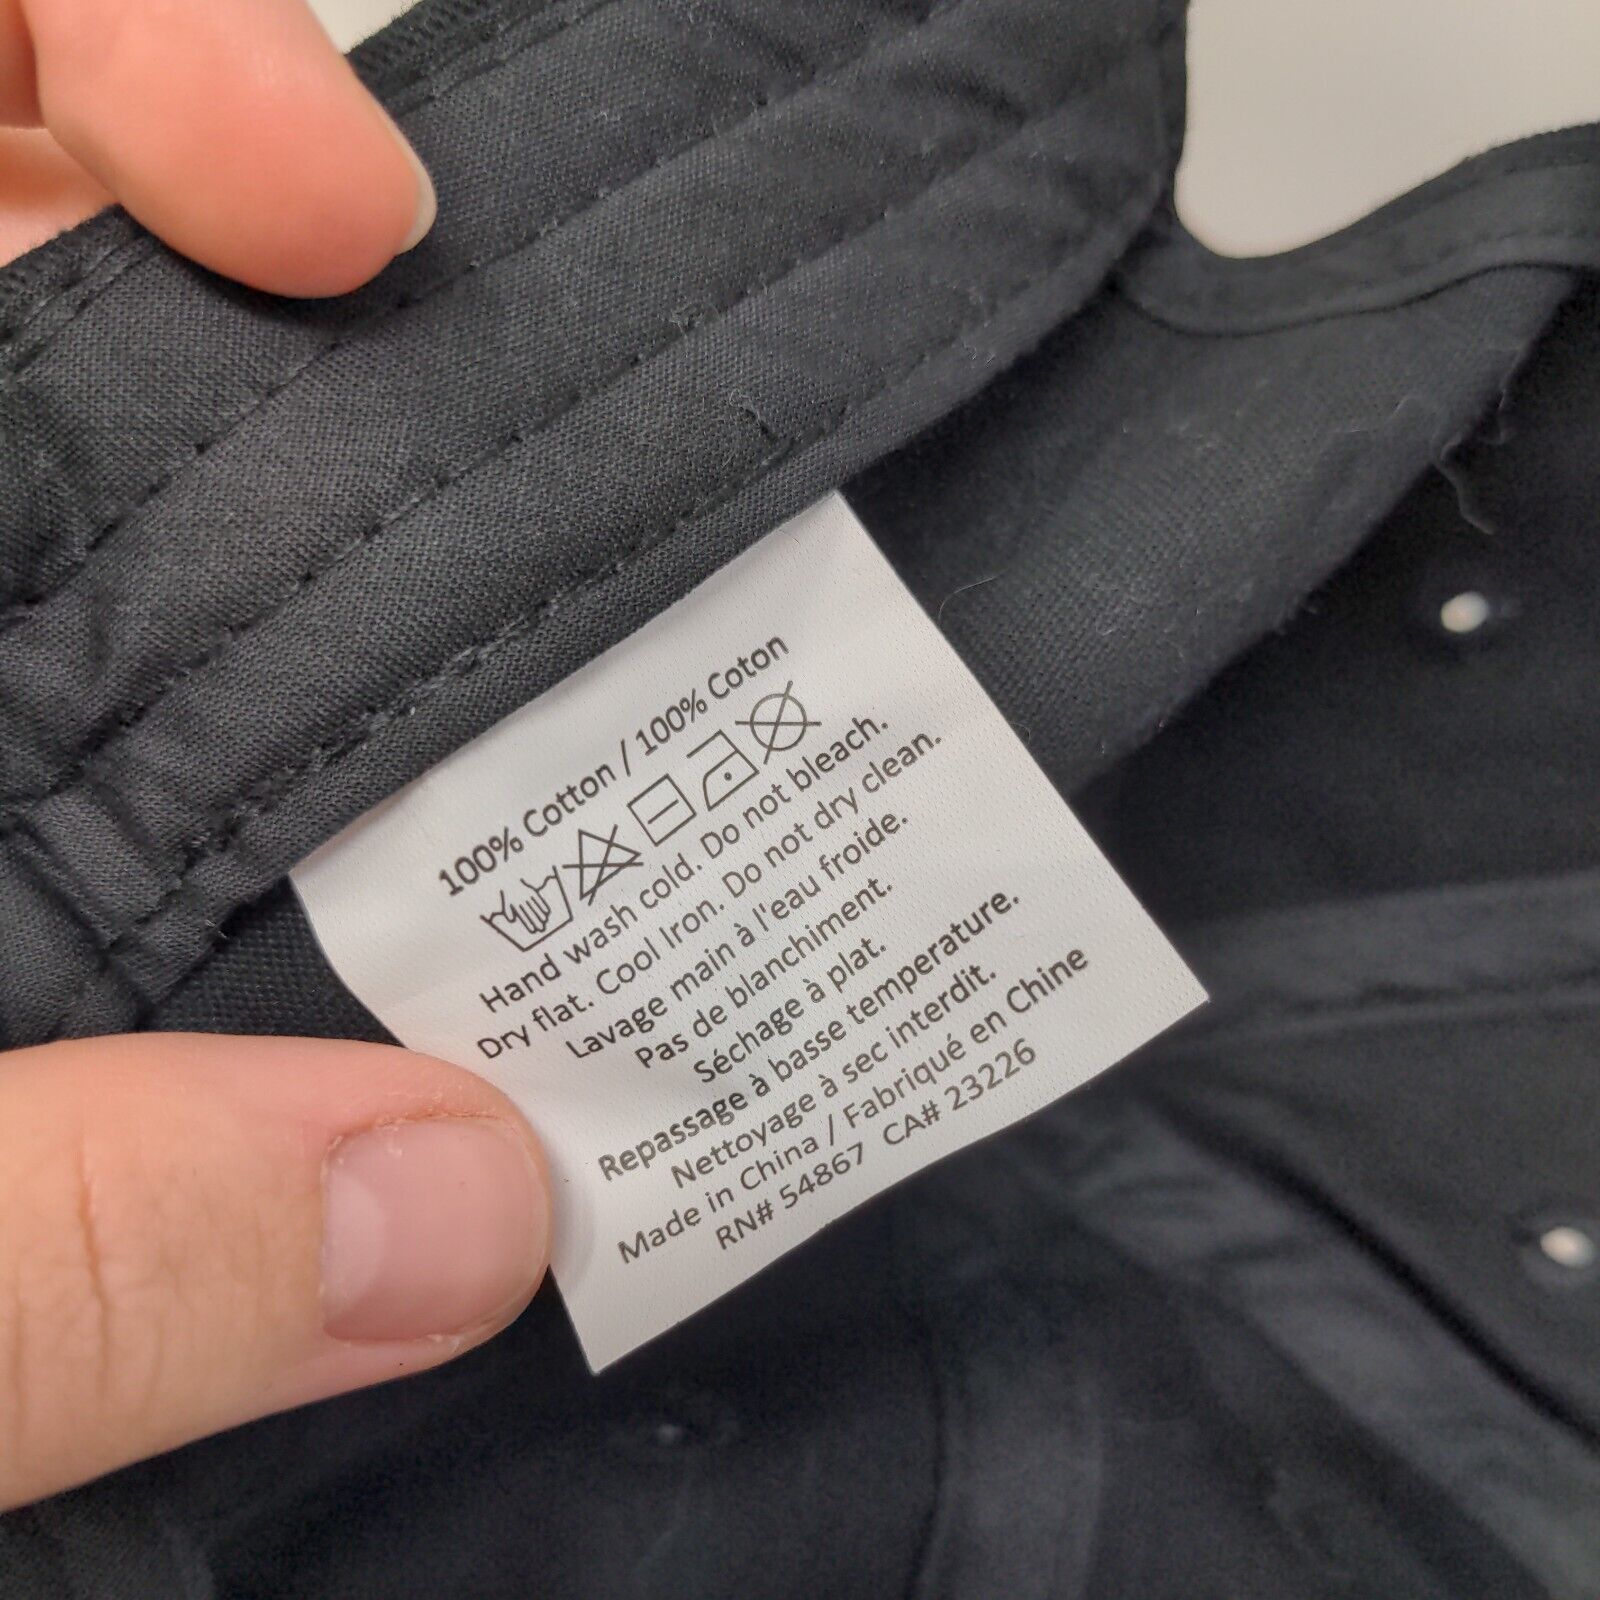 100% Cotton / 100% Coton
Hand wash cold. Do not bleach.
Dry flat. Cool Iron. Do not dry clean.
Lavage main à l'eau froide.
Pas de blanchiment.
Séchage à plat.
Repassage à basse temperature.
Nettoyage à sec interdit.
Made in China / Fabriqué en Chine
RN# 54867 CA# 23226